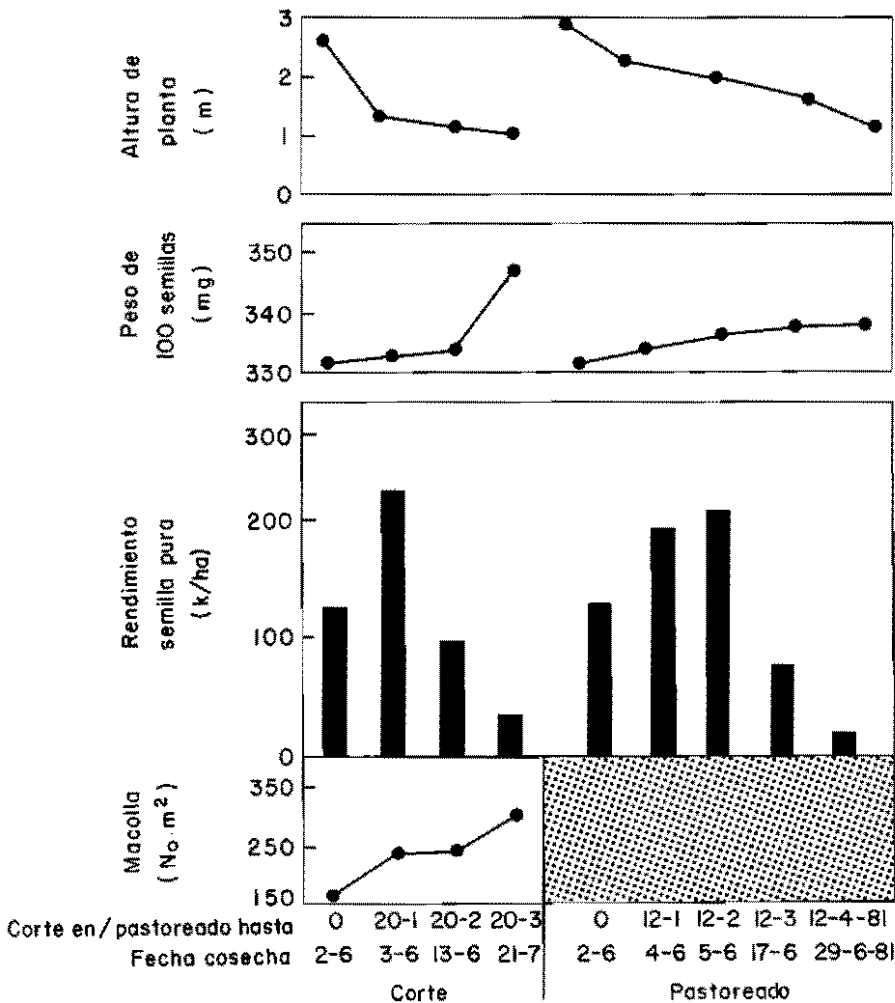 Altura de
planta
( m )
3
2
1
0
Peso de
100 semillas
( mg )
350
340
330
Rendimiento
semilla pura
( k/ha )
300
200
100
0
Macolla
( No. m² )
350
250
150
Corte en / pastoreado hasta 0 20-1 20-2 20-3 0 12-1 12-2 12-3 12-4-81
Fecha cosecha 2-6 3-6 13-6 21-7 2-6 4-6 5-6 17-6 29-6-81
Corte Pastoreado